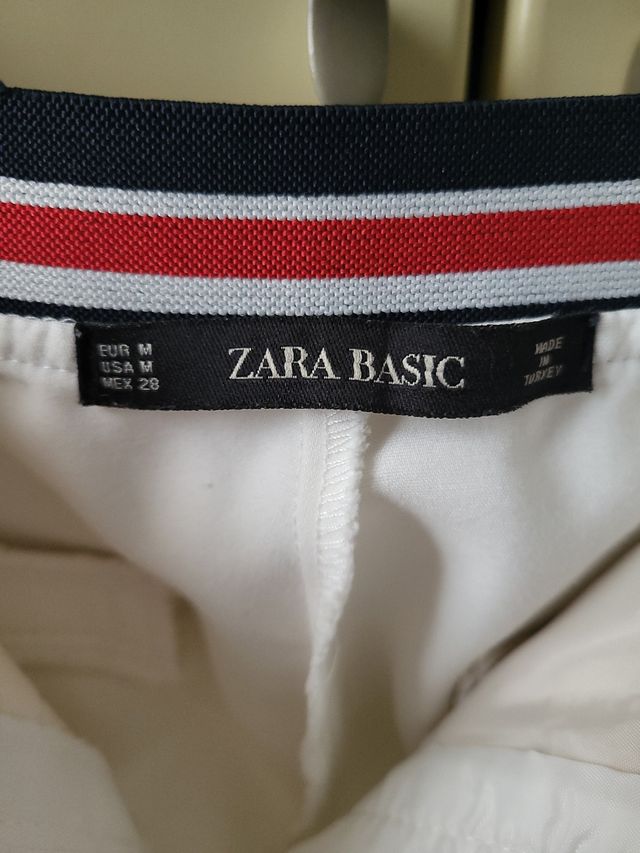 EUR M
USA M
MEX 28
ZARA BASIC
MADE
IN
TURKEY